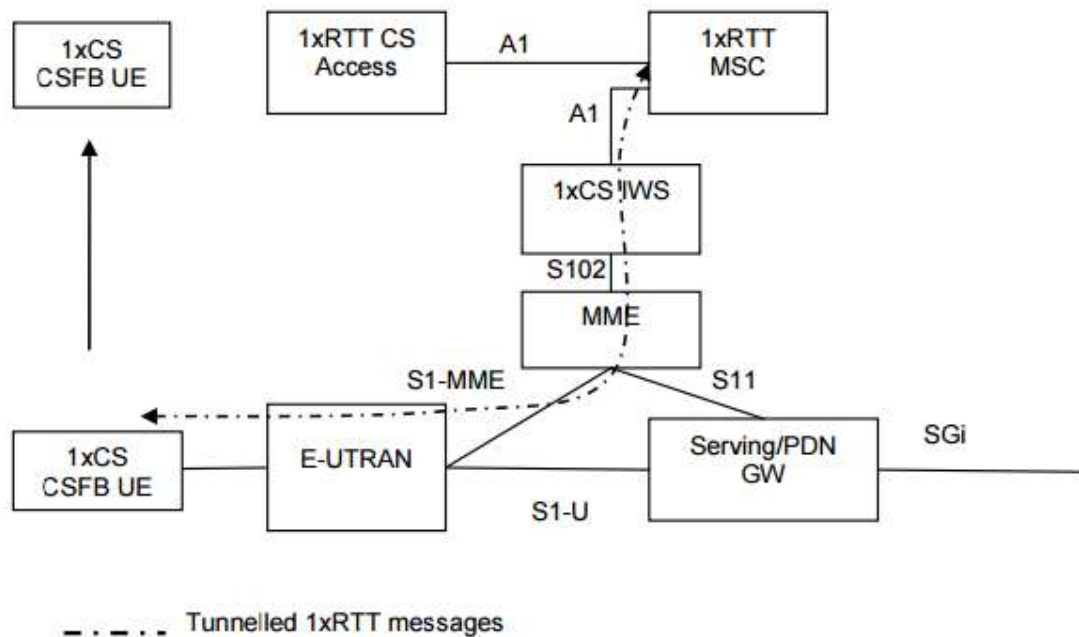 1xCS
CSFB UE
1xRTT CS
Access
A1
1xRTT
MSC
A1
1xCS IWS
S102
MME
S1-MME
S11
1xCS
CSFB UE
E-UTRAN
Serving/PDN
GW
SGi
S1-U
Tunnelled 1xRTT messages